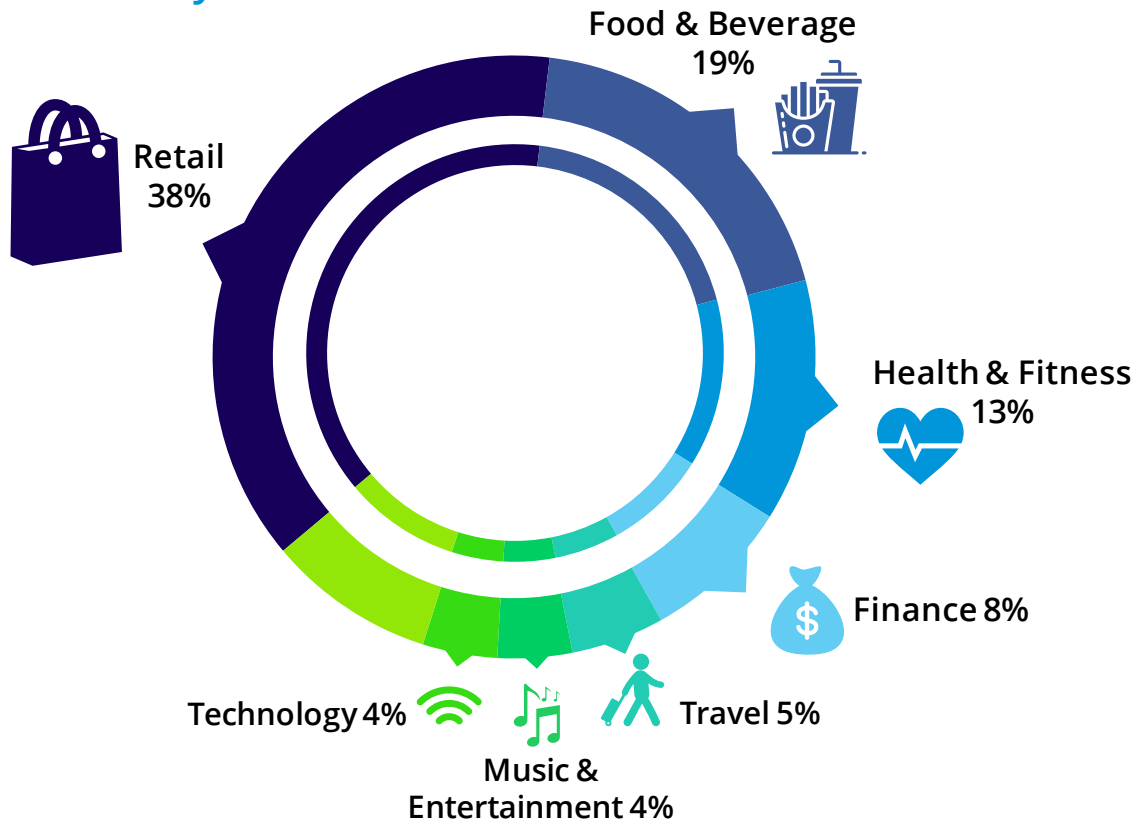 Food & Beverage
19%
Retail
38%
Health & Fitness
13%
$
Finance 8%
Technology 4%
Travel 5%
Music &
Entertainment 4%